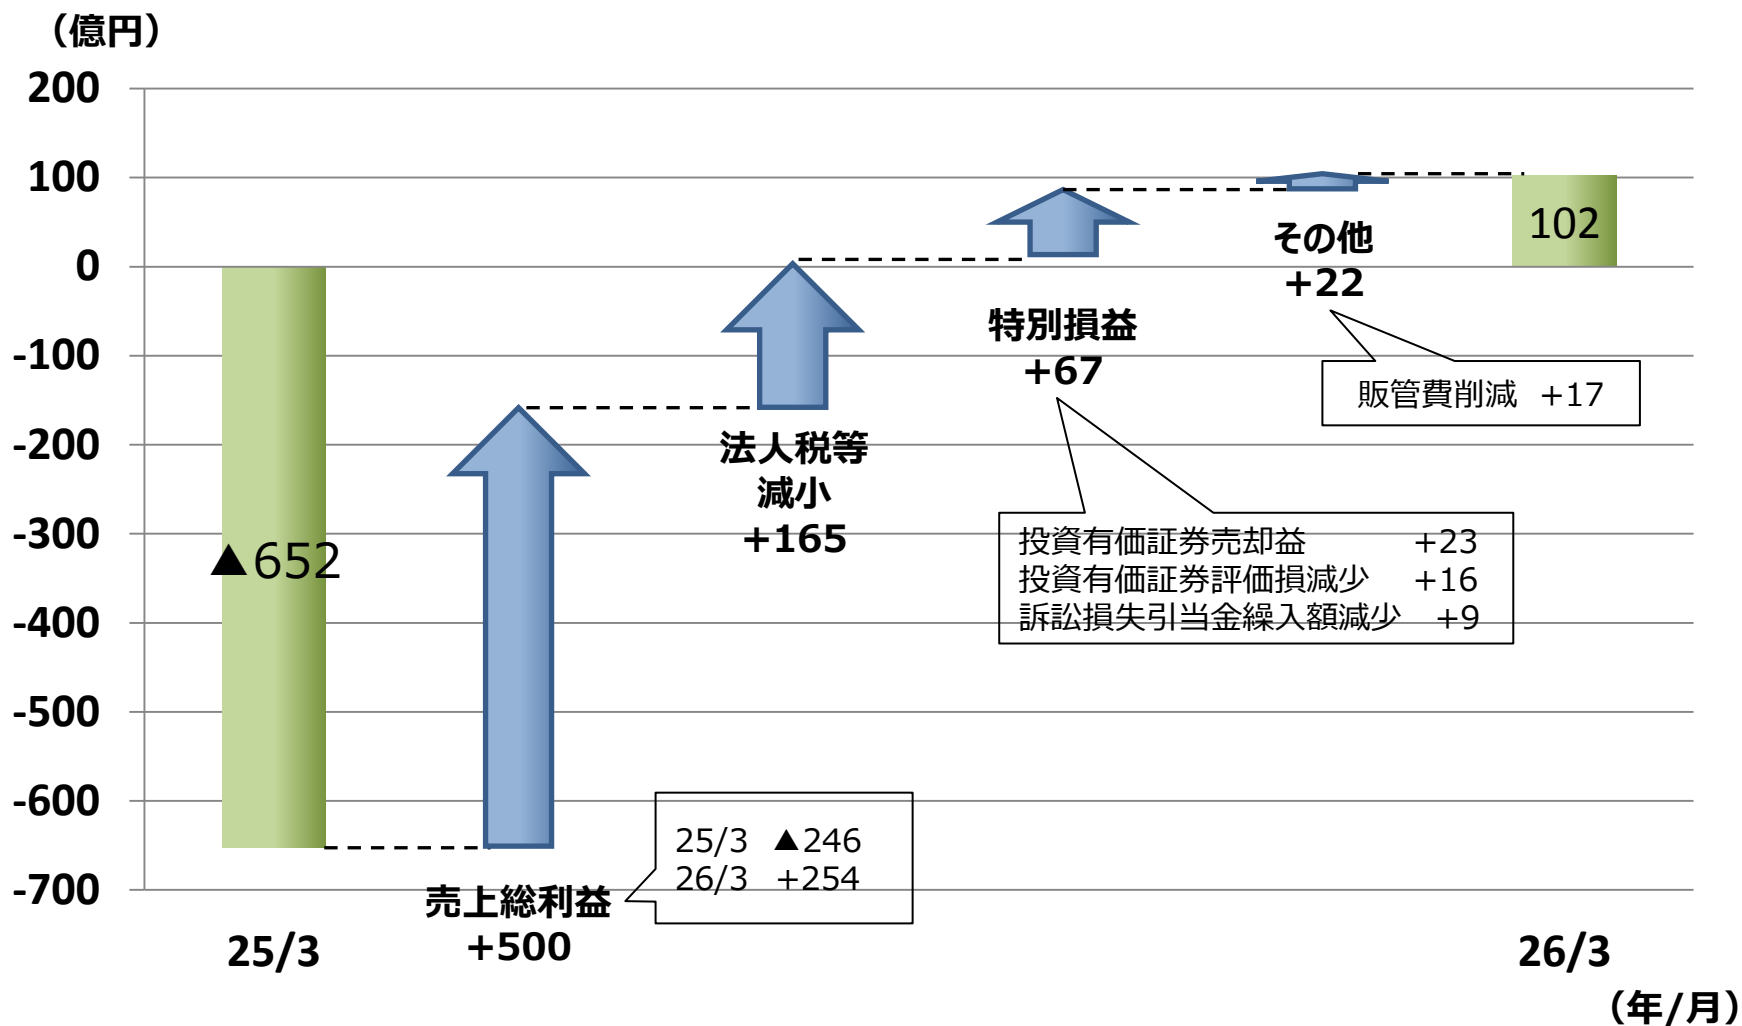 （億円）
200
100
0
-100
-200
-300
-400
-500
-600
-700
▲652
25/3
売上総利益
+500
25/3 ▲246
26/3 +254
法人税等
減小
+165
特別損益
+67
投資有価証券売却益 +23
投資有価証券評価損減少 +16
訴訟損失引当金繰入額減少 +9
その他
+22
販管費削減 +17
102
26/3
（年/月）